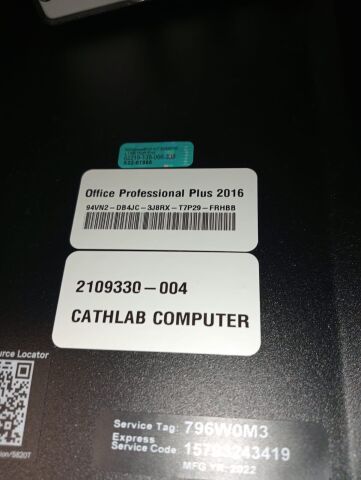 Office Professional Plus 2016
94VN2-DB4JC-3J8RX-T7P29-FRHBB
2109330-004
CATHLAB COMPUTER
urce Locator
Service Tag: 796W0M3
Express
Service Code: 15793243419
MFG YR: 2022